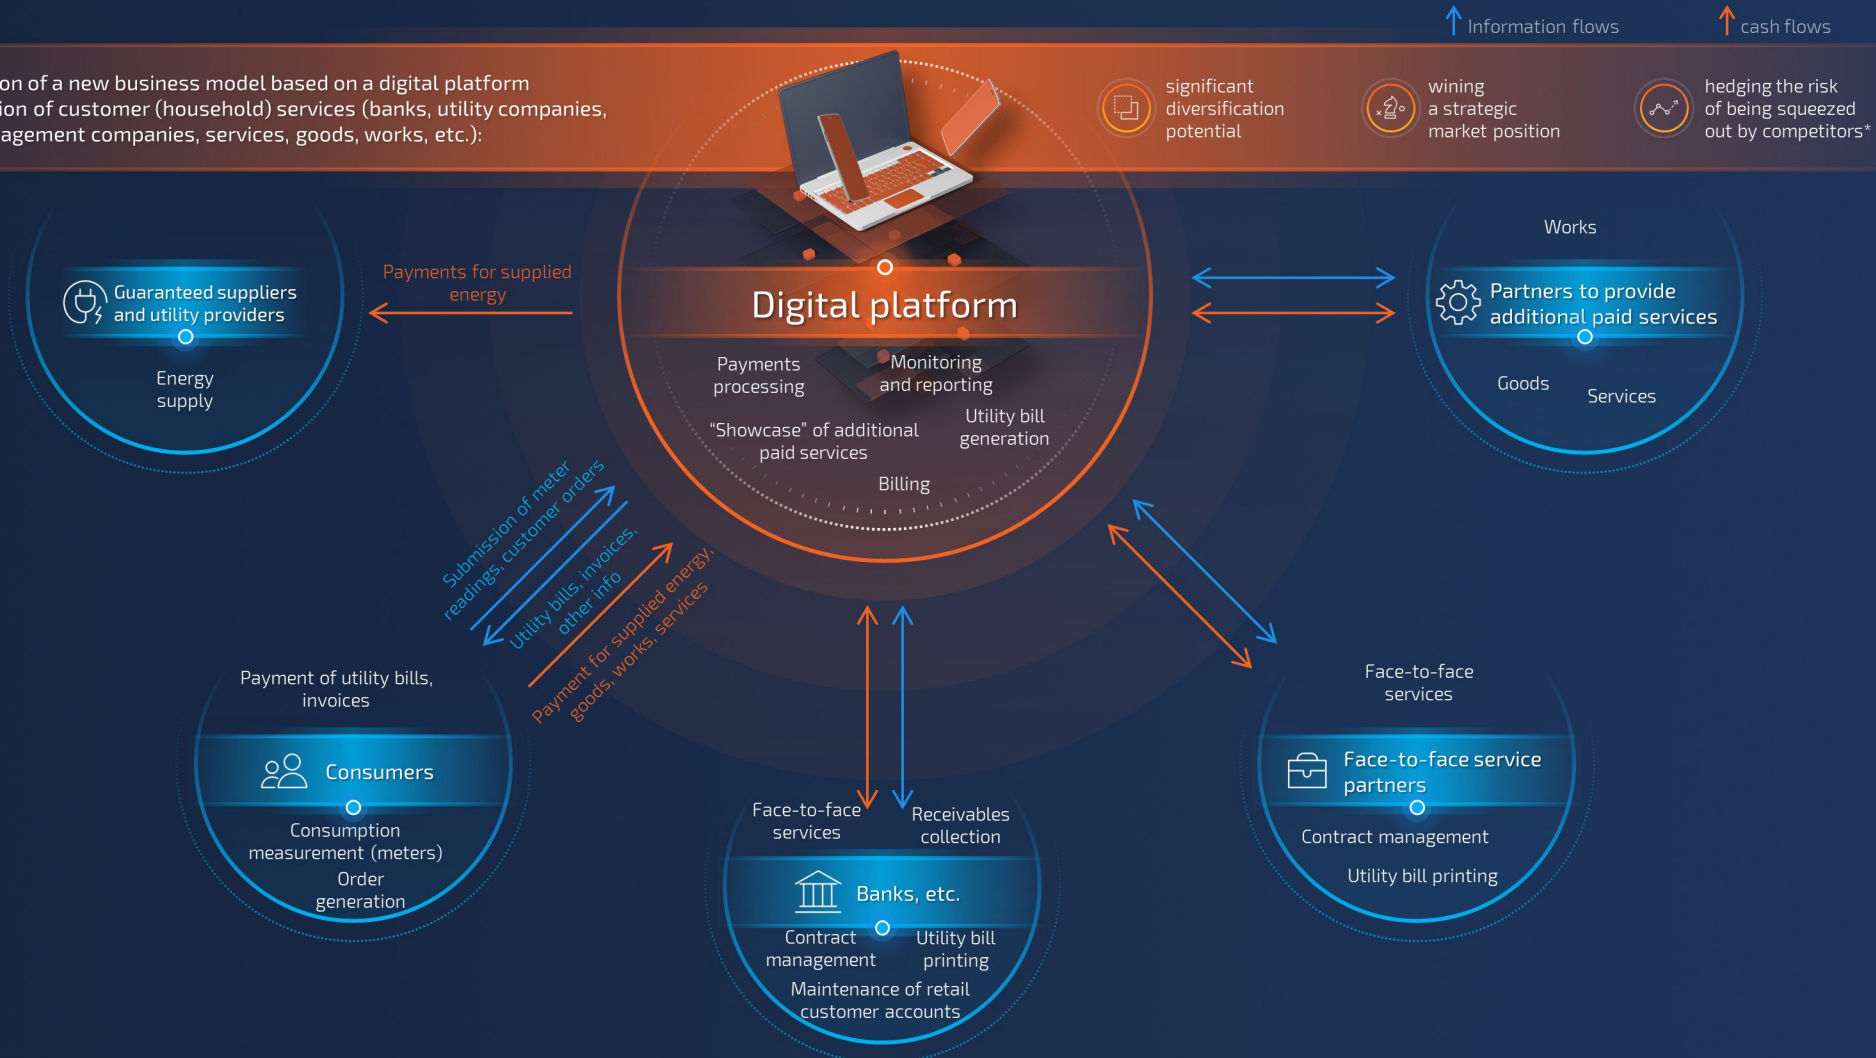 Information flows
cash flows
on of a new business model based on a digital platform
ion of customer (household) services (banks, utility companies,
agement companies, services, goods, works, etc.):
significant
diversification
potential
wining
a strategic
market position
hedging the risk
of being squeezed
out by competitors*
Guaranteed suppliers
and utility providers
Energy
supply
Payments for supplied
energy
Digital platform
Payments
processing
Monitoring
and reporting
"Showcase" of additional
paid services
Utility bill
generation
Billing
Works
Partners to provide
additional paid services
Goods
Services
Submission of meter
readings, customer orders
Utility bills, invoices,
other info
Payment for supplied energy,
goods, works, services
Payment of utility bills,
invoices
Consumers
Consumption
measurement (meters)
Order
generation
Face-to-face
services
Receivables
collection
Banks, etc.
Contract
management
Utility bill
printing
Maintenance of retail
customer accounts
Face-to-face
services
Face-to-face service
partners
Contract management
Utility bill printing